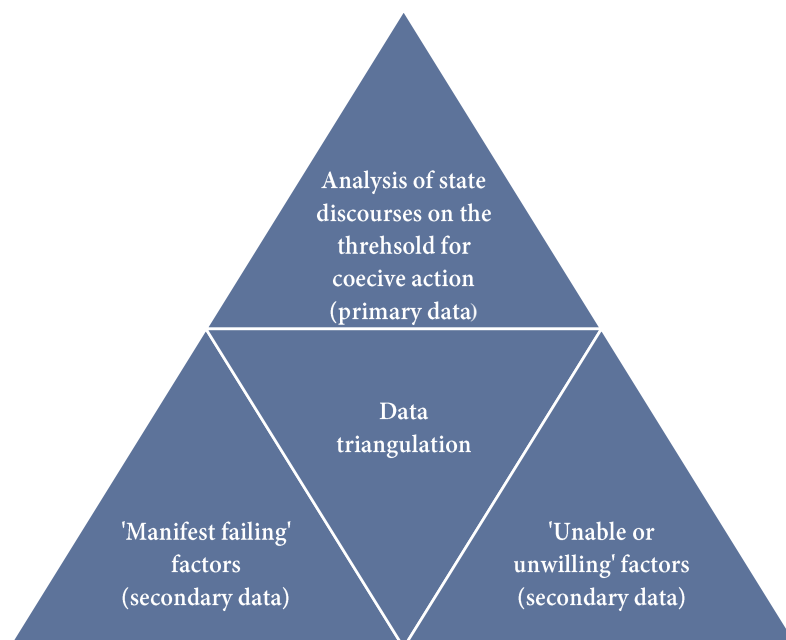 Analysis of state
discourses on the
threhsold for
coecive action
(primary data)
Data
triangulation
'Manifest failing'
factors
(secondary data)
'Unable or
unwilling' factors
(secondary data)